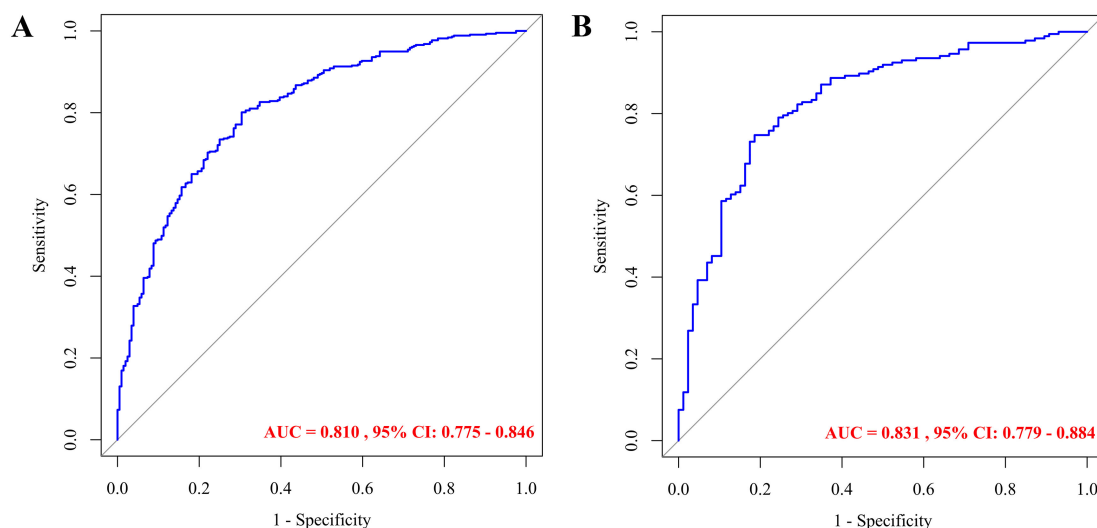 A
Sensitivity
1.0
0.8
0.6
0.4
0.2
0.0
AUC = 0.810 , 95% CI: 0.775 - 0.846
0.0 0.2 0.4 0.6 0.8 1.0
1 - Specificity
B
Sensitivity
1.0
0.8
0.6
0.4
0.2
0.0
AUC = 0.831 , 95% CI: 0.779 - 0.884
0.0 0.2 0.4 0.6 0.8 1.0
1 - Specificity